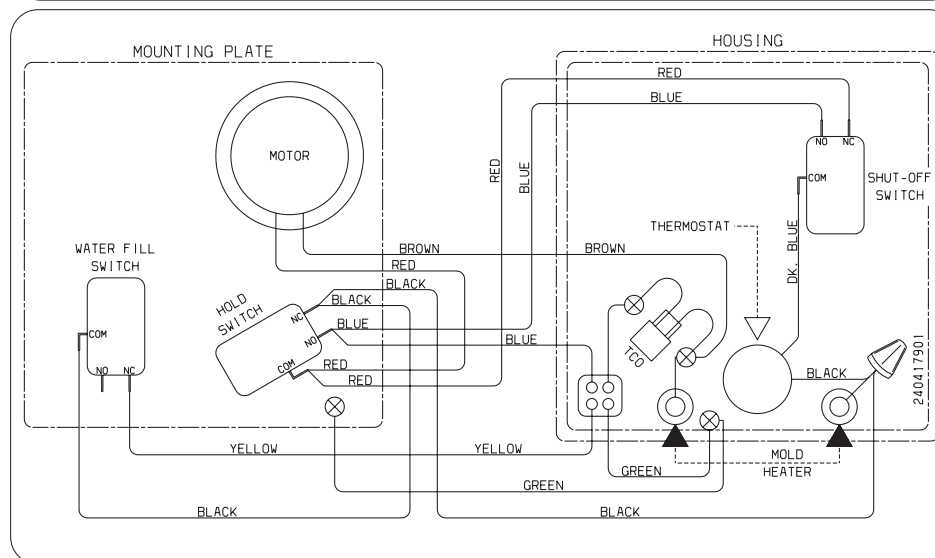 MOUNTING PLATE
HOUSING
RED
BLUE
MOTOR
NO NC
RED
BLUE
COM
SHUT-OFF
SWITCH
THERMOSTAT
DK. BLUE
WATER FILL
SWITCH
BROWN
BROWN
RED
BLACK
BLACK
HOLD
SWITCH
NC
NO
COM
BLUE
BLUE
RED
RED
COM
NO NC
TCO
BLACK
240417901
YELLOW
YELLOW
MOLD
HEATER
GREEN
GREEN
BLACK
BLACK